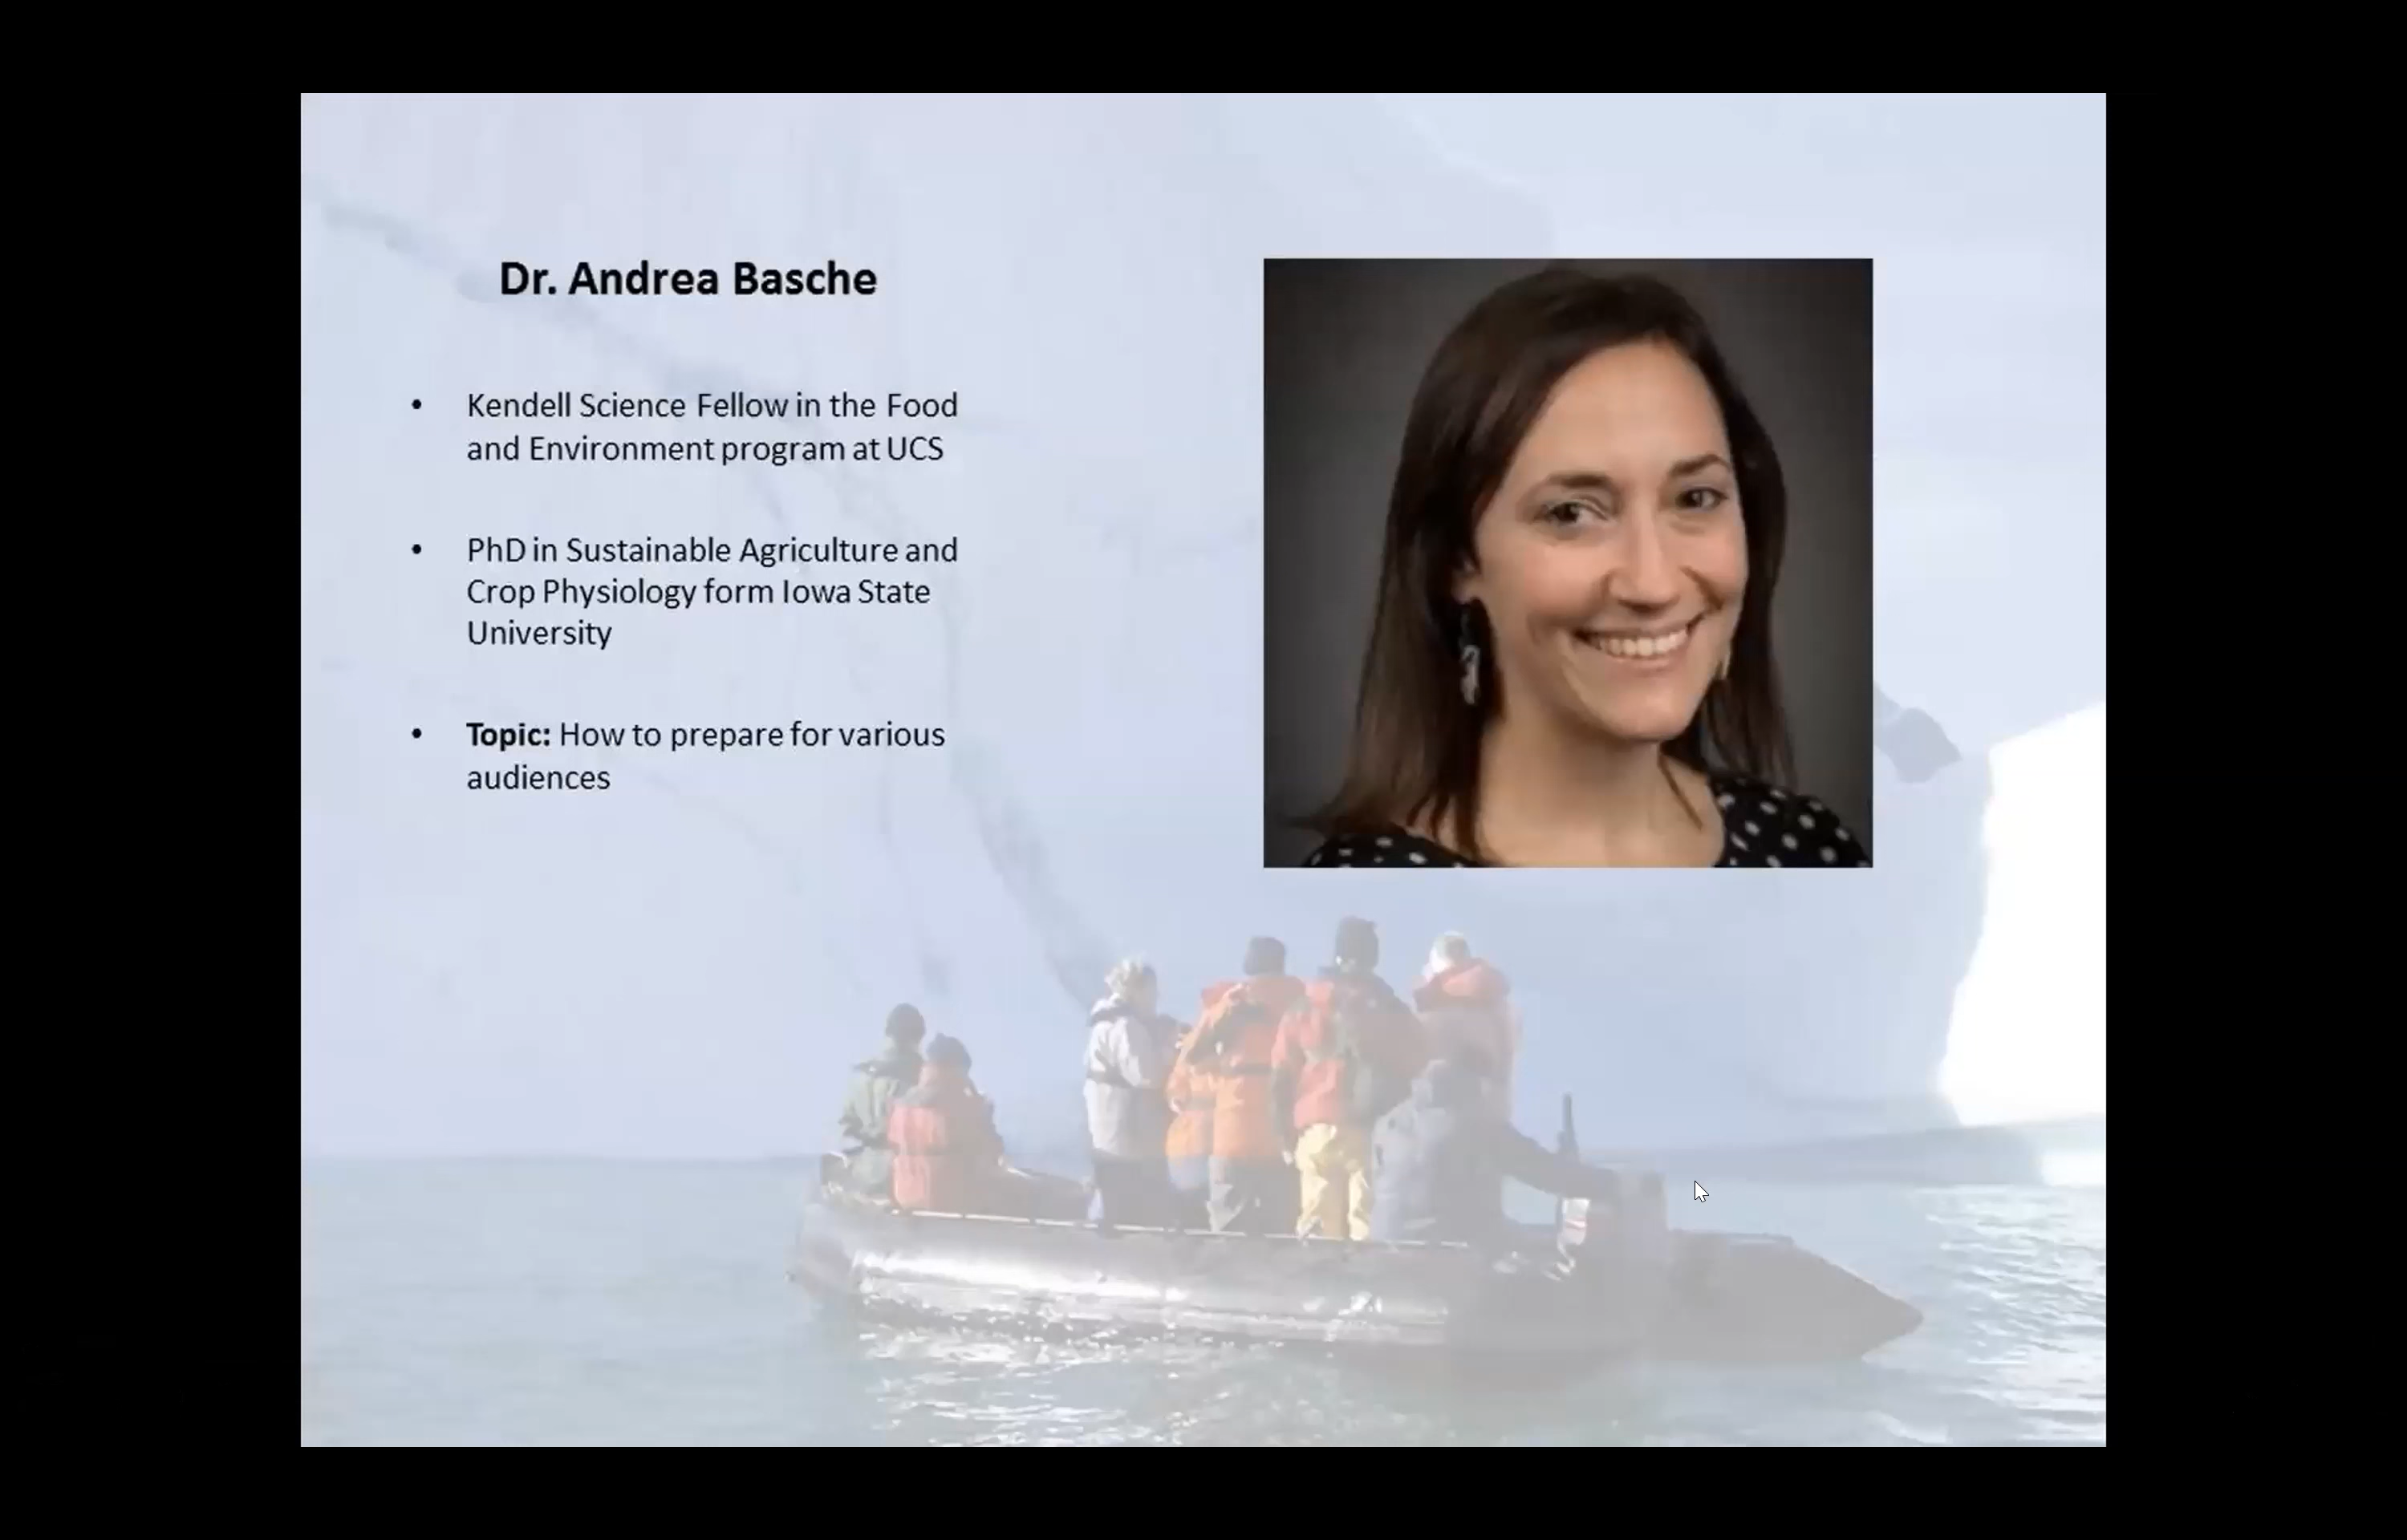 Dr. Andrea Basche
• Kendell Science Fellow in the Food
and Environment program at UCS
• PhD in Sustainable Agriculture and
Crop Physiology form Iowa State
University
• Topic: How to prepare for various
audiences